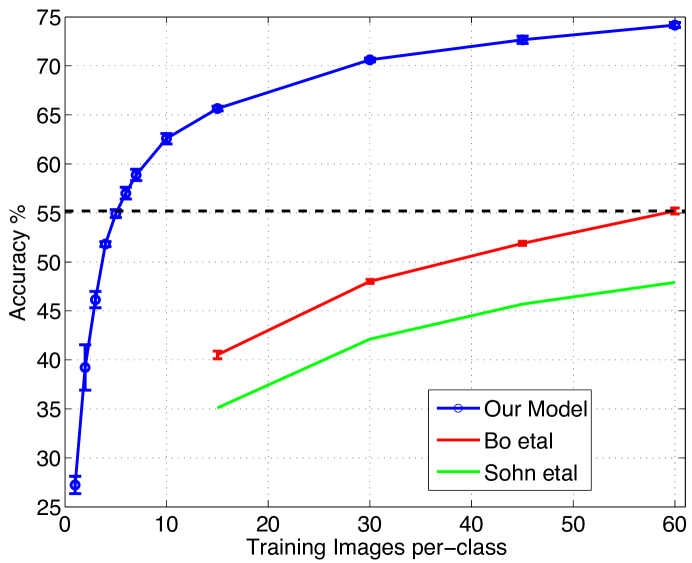 75
70
65
60
55
50
45
40
35
30
25
Accuracy %
Our Model
Bo etal
Sohn etal
0 10 20 30 40 50 60
Training Images per−class